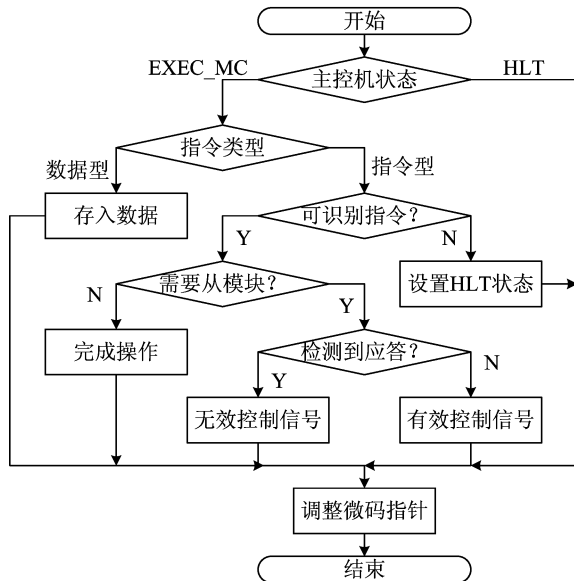 开始
EXEC_MC
主控机状态
HLT
指令类型
数据型
指令型
存入数据
可识别指令？
Y
N
需要从模块？
设置HLT状态
N
Y
完成操作
检测到应答？
Y
N
无效控制信号
有效控制信号
调整微码指针
结束